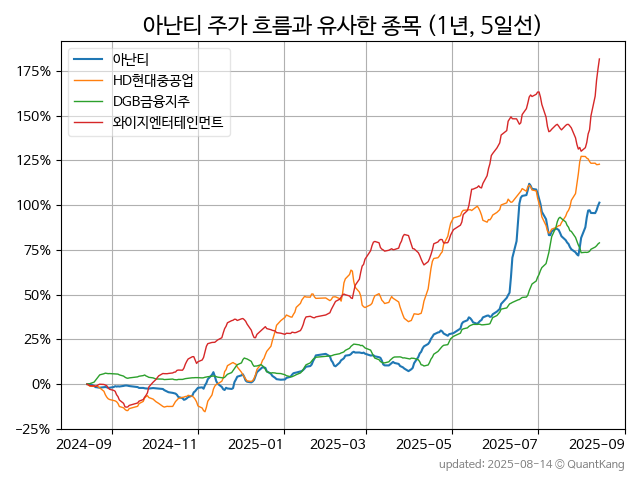 아난티 주가 흐름과 유사한 종목 (1년, 5일선)
아난티
HD현대중공업
DGB금융지주
와이지엔터테인먼트
175%
150%
125%
100%
75%
50%
25%
0%
−25%
2024-09 2024-11 2025-01 2025-03 2025-05 2025-07 2025-09
updated: 2025-08-14 © QuantKang